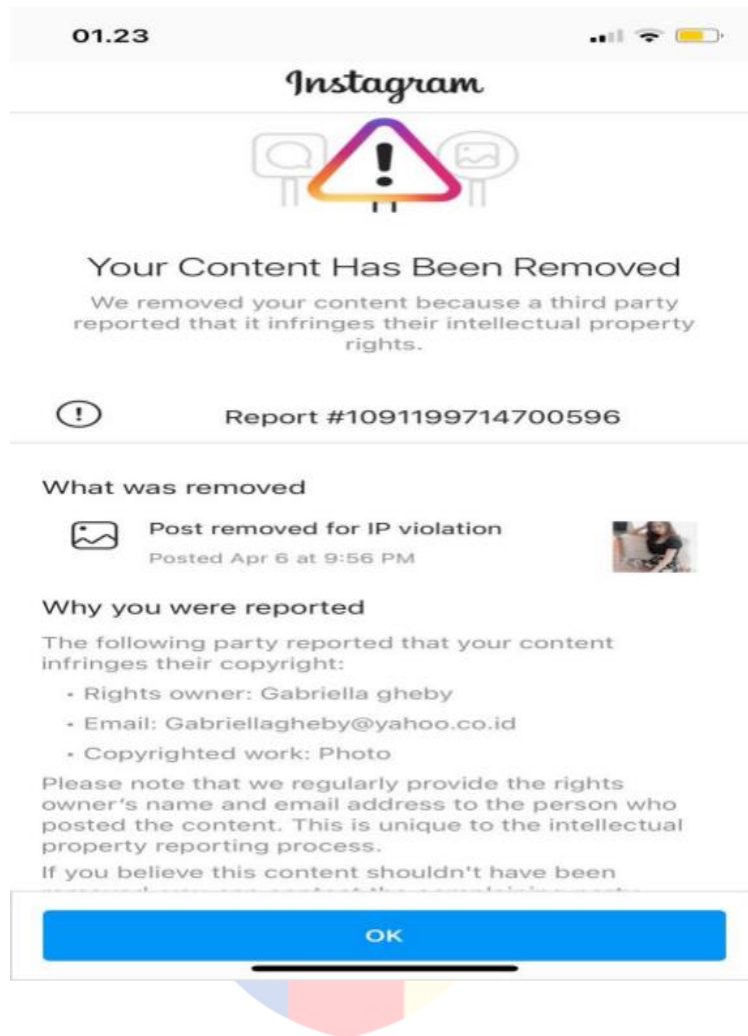 01.23
Instagram
Your Content Has Been Removed
We removed your content because a third party
reported that it infringes their intellectual property
rights.
Report #1091199714700596
What was removed
Post removed for IP violation
Posted Apr 6 at 9:56 PM
Why you were reported
The following party reported that your content
infringes their copyright:
• Rights owner: Gabriella gheby
• Email: Gabriellagheby@yahoo.co.id
• Copyrighted work: Photo
Please note that we regularly provide the rights
owner's name and email address to the person who
posted the content. This is unique to the intellectual
property reporting process.
If you believe this content shouldn't have been
OK